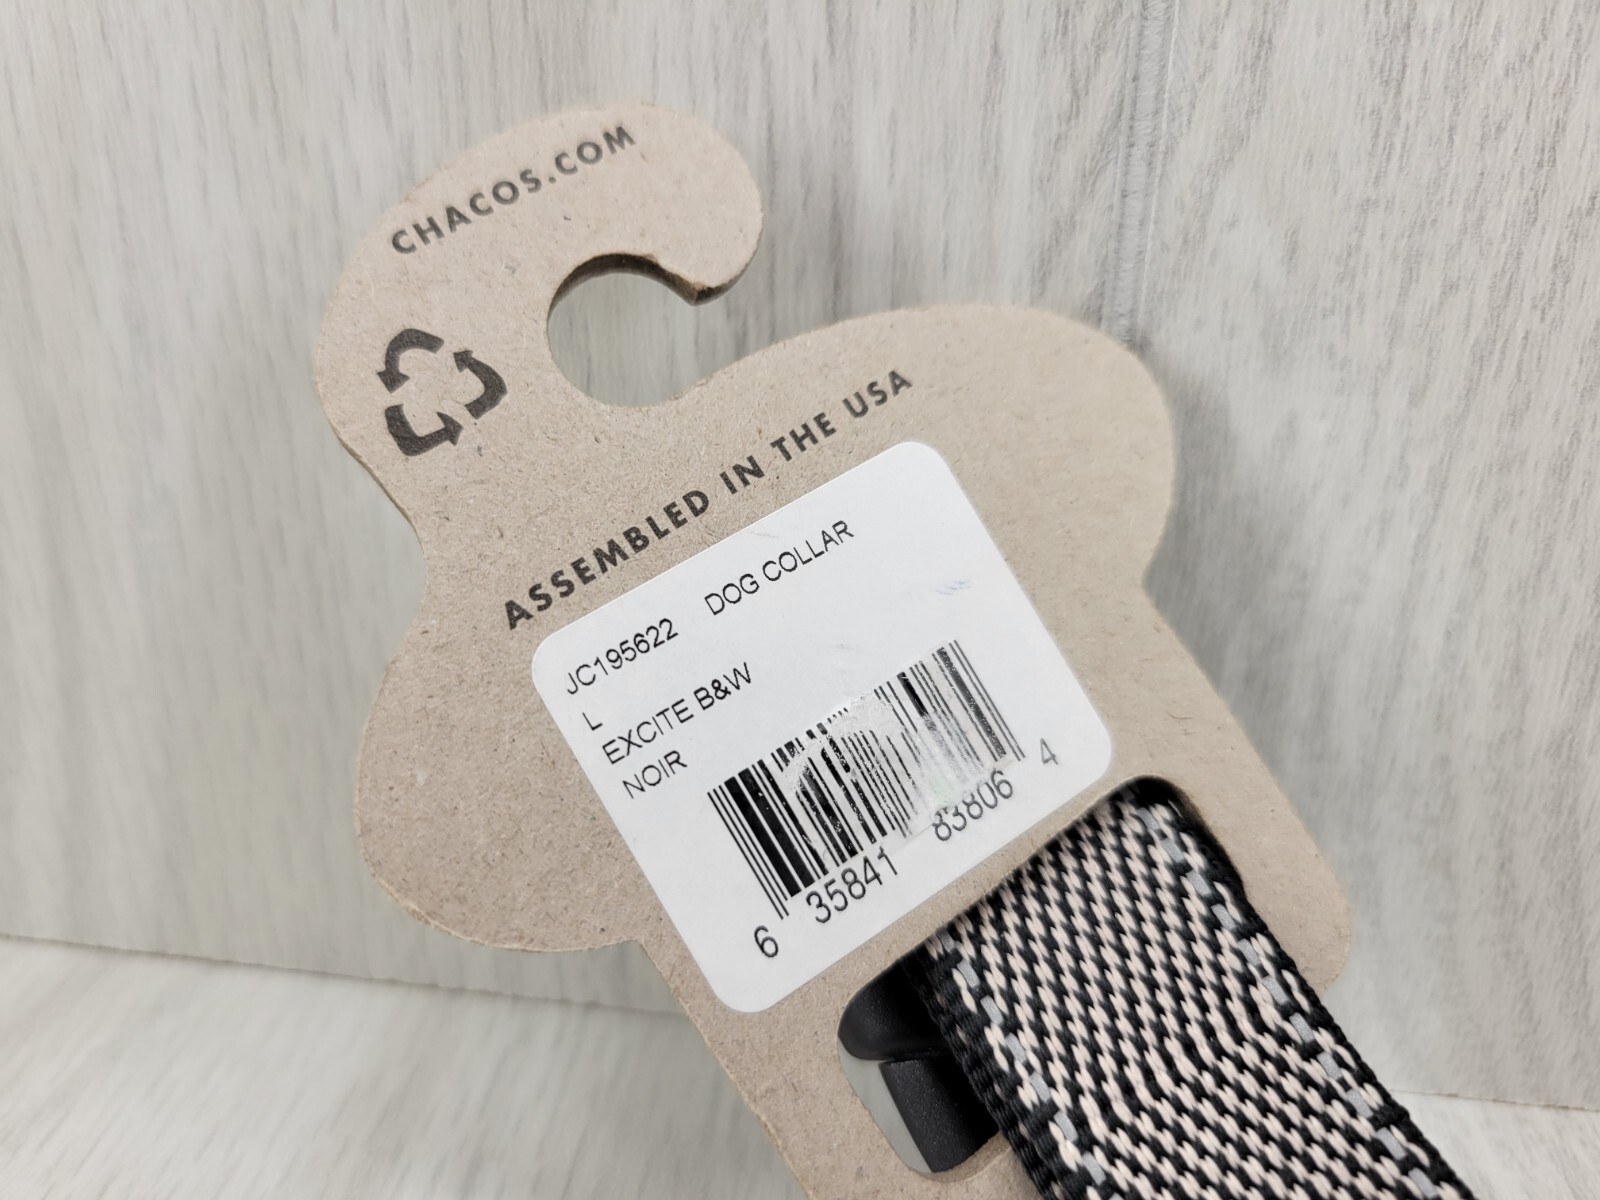 CHACOS.COM
ASSEMBLED IN THE USA
JC195622 DOG COLLAR
L
EXCITE B&W
NOIR
6 35841 83806 4